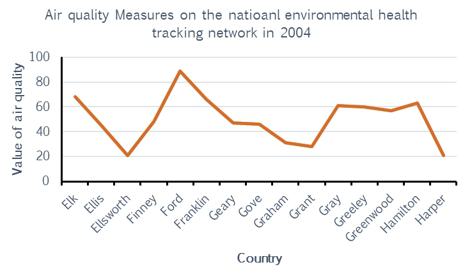 Air quality Measures on the natioanl environmental health
tracking network in 2004
Value of air quality
100
80
60
40
20
0
Elk
Ellis
Ellsworth
Finney
Ford
Franklin
Geary
Gove
Graham
Grant
Gray
Greeley
Greenwood
Hamilton
Harper
Country